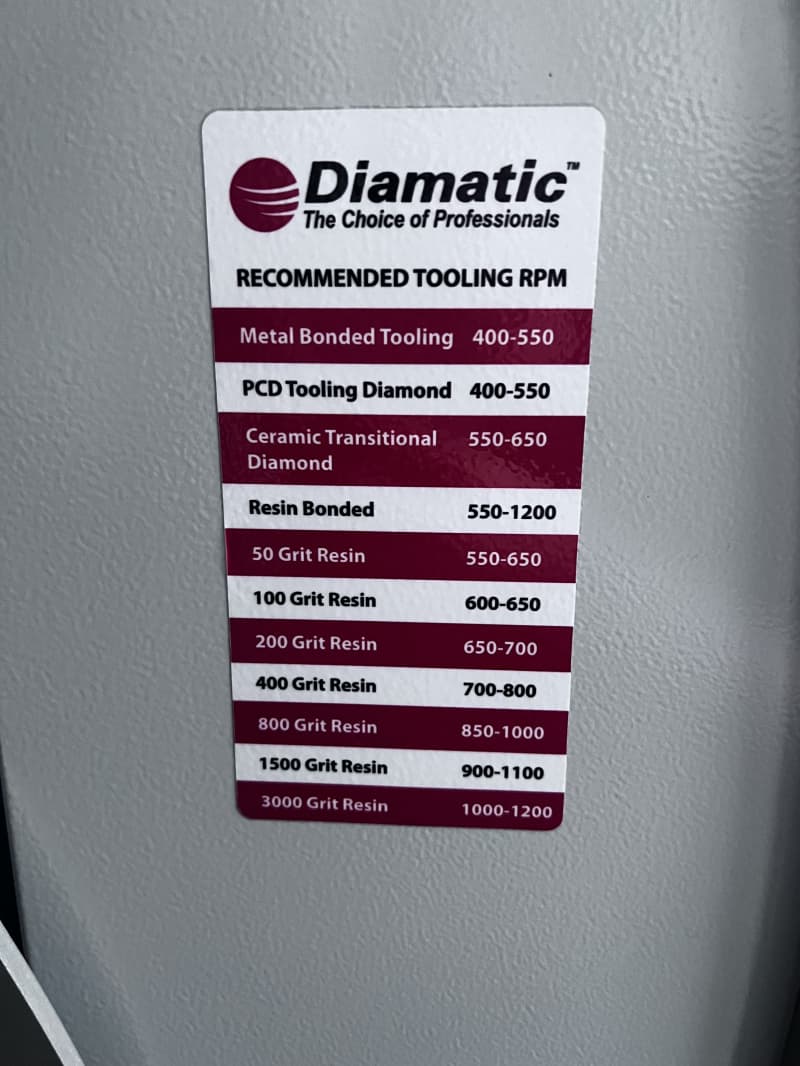 Diamatic™
The Choice of Professionals
RECOMMENDED TOOLING RPM
Metal Bonded Tooling 400-550
PCD Tooling Diamond 400-550
Ceramic Transitional 550-650
Diamond
Resin Bonded 550-1200
50 Grit Resin 550-650
100 Grit Resin 600-650
200 Grit Resin 650-700
400 Grit Resin 700-800
800 Grit Resin 850-1000
1500 Grit Resin 900-1100
3000 Grit Resin 1000-1200